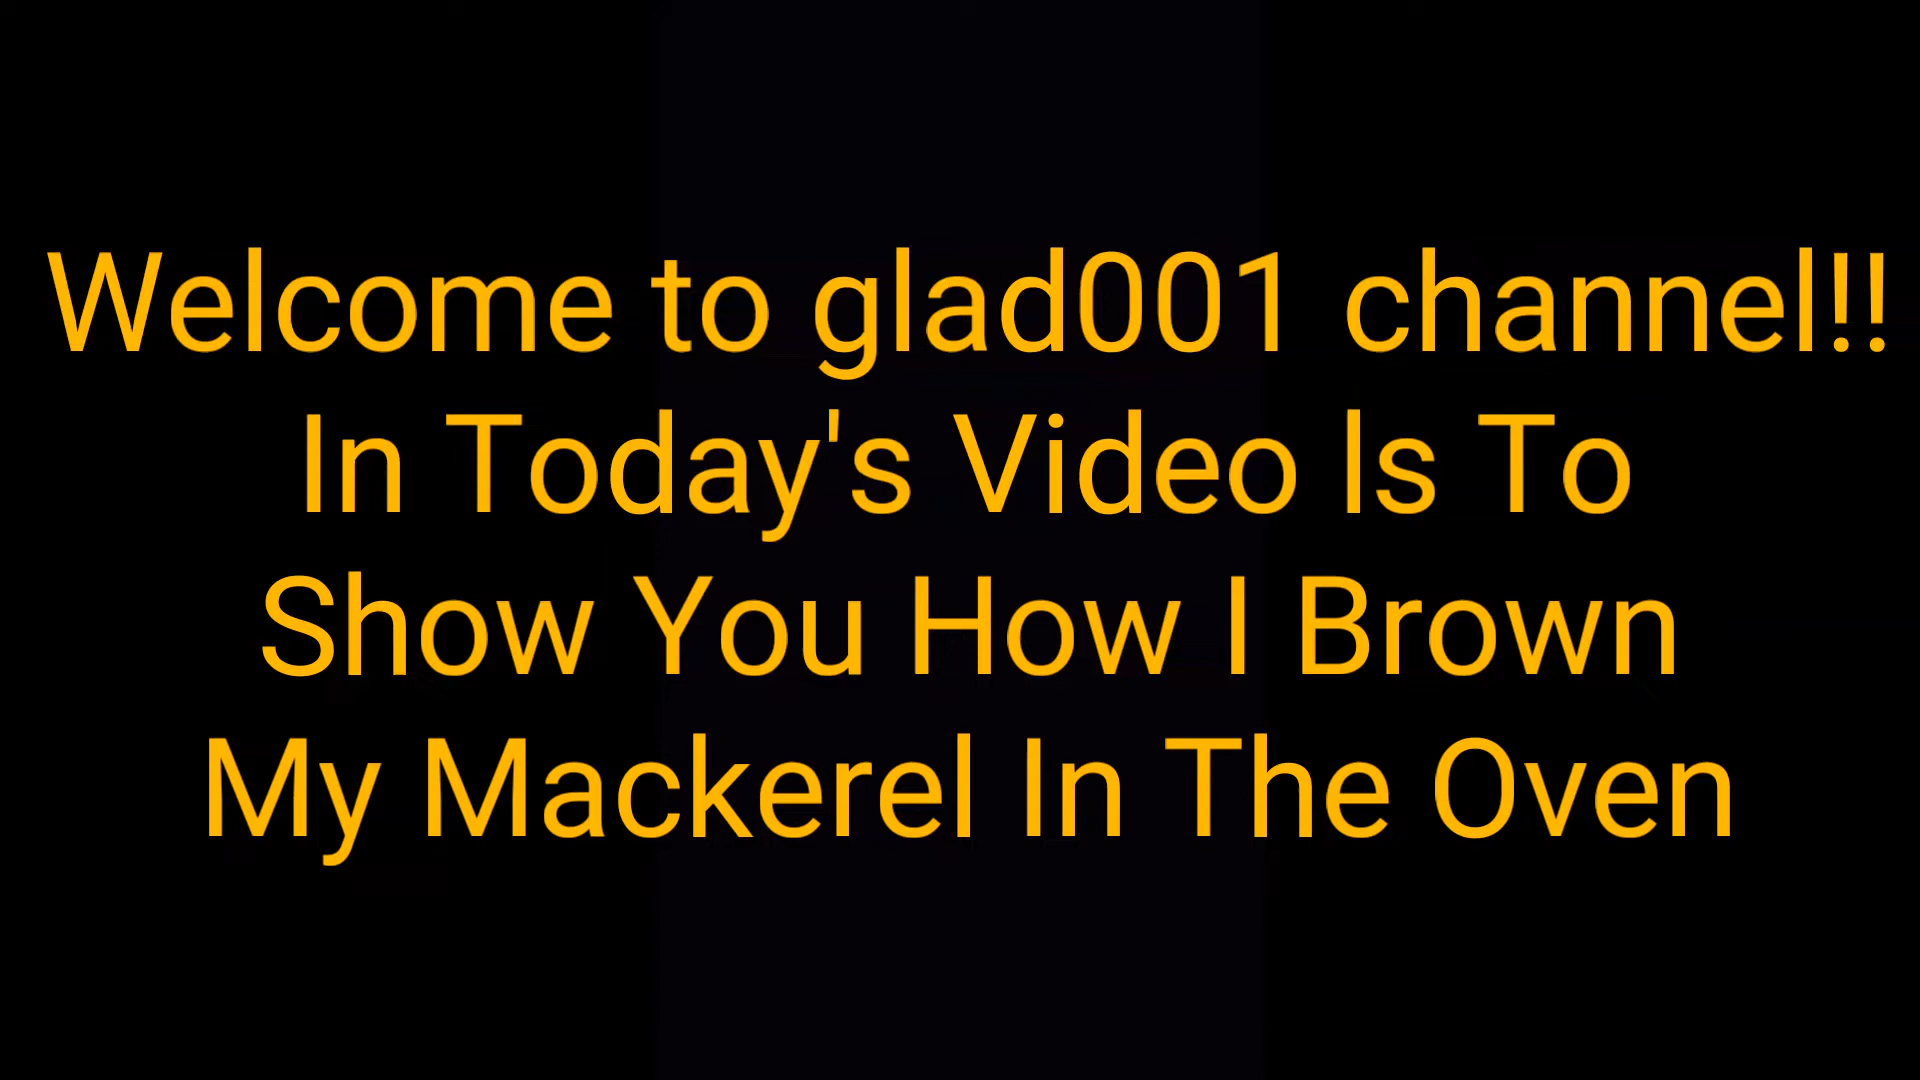 Welcome to glad001 channel!!
In Today's Video Is To
Show You How I Brown
My Mackerel In The Oven